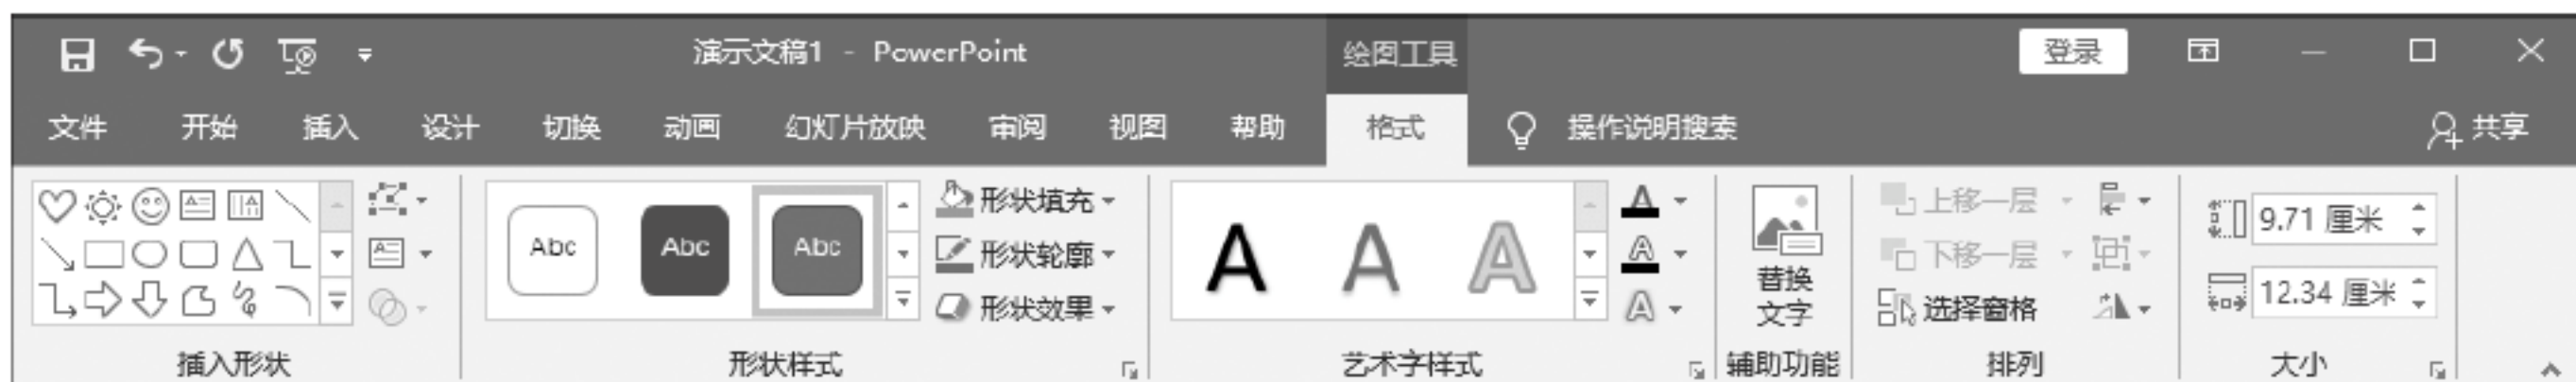 演示文稿1 - PowerPoint 绘图工具 登录
文件 开始 插入 设计 切换 动画 幻灯片放映 审阅 视图 帮助 格式 操作说明搜索 共享
Abc Abc Abc
形状填充
形状轮廓
形状效果
A A A
A
A
A
替换
文字
上移一层
下移一层
选择窗格
9.71 厘米
12.34 厘米
插入形状 形状样式 艺术字样式 辅助功能 排列 大小